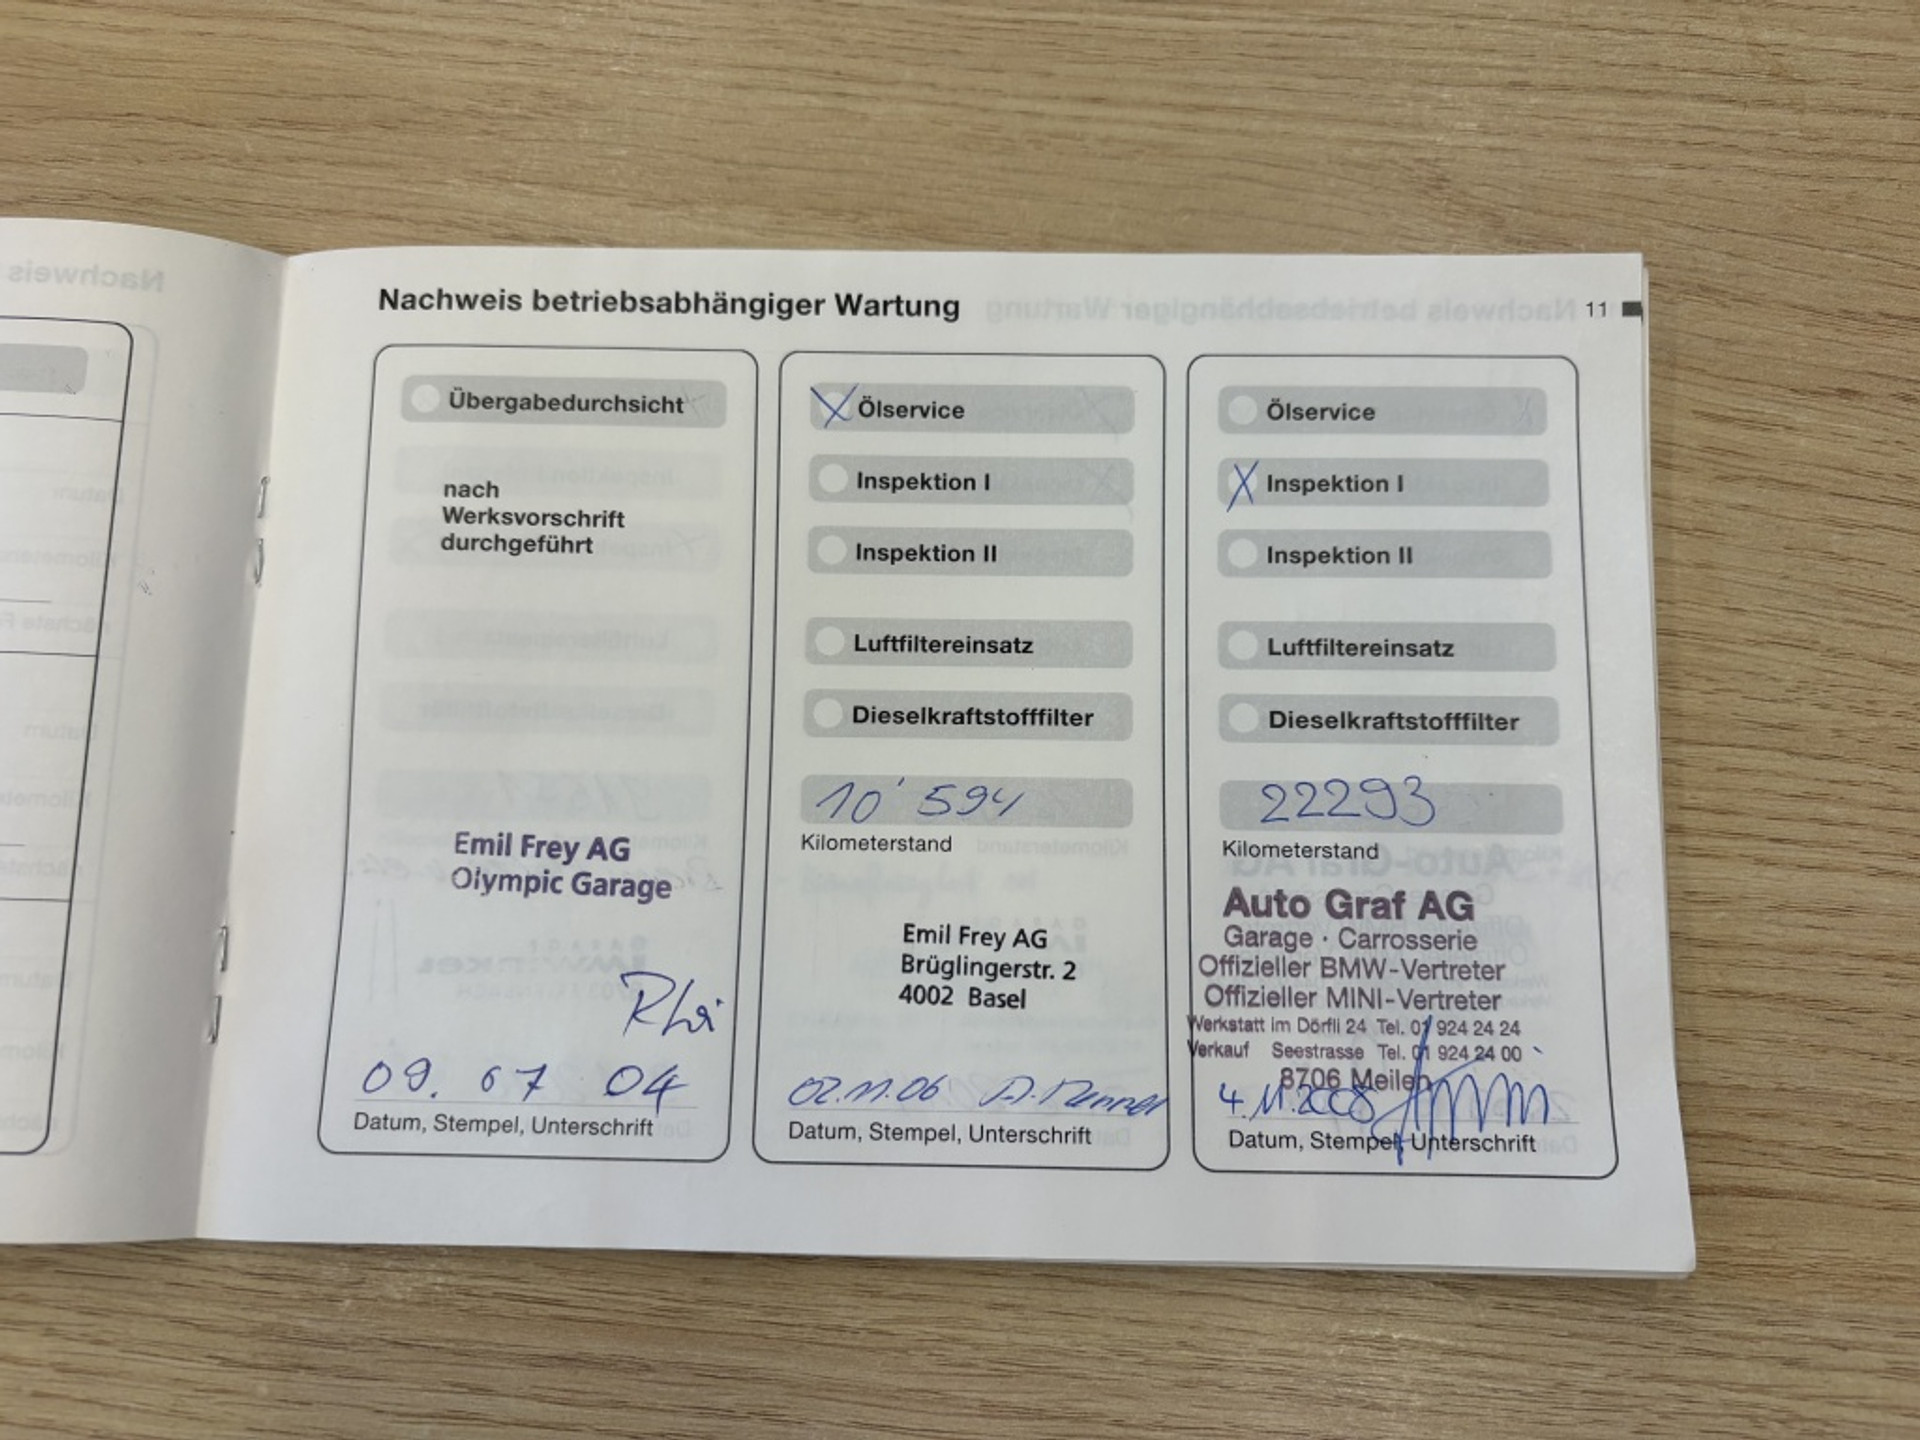 Nachweis betriebsabhängiger Wartung
11
Übergabedurchsicht
nach
Werksvorschrift
durchgeführt
Emil Frey AG
Olympic Garage
09. 07 04
Datum, Stempel, Unterschrift
X Ölservice
Inspektion I
Inspektion II
Luftfiltereinsatz
Dieselkraftstofffilter
10' 594
Kilometerstand
Emil Frey AG
Brüglingerstr. 2
4002 Basel
02.11.06
Datum, Stempel, Unterschrift
Ölservice
X Inspektion I
Inspektion II
Luftfiltereinsatz
Dieselkraftstofffilter
22293
Kilometerstand
Auto Graf AG
Garage · Carrosserie
Offizieller BMW-Vertreter
Offizieller MINI-Vertreter
Werkstatt im Dörfli 24 Tel. 01 924 24 24
Verkauf Seestrasse Tel. 01 924 24 00
8706 Meilen
4.11.2008
Datum, Stempel, Unterschrift